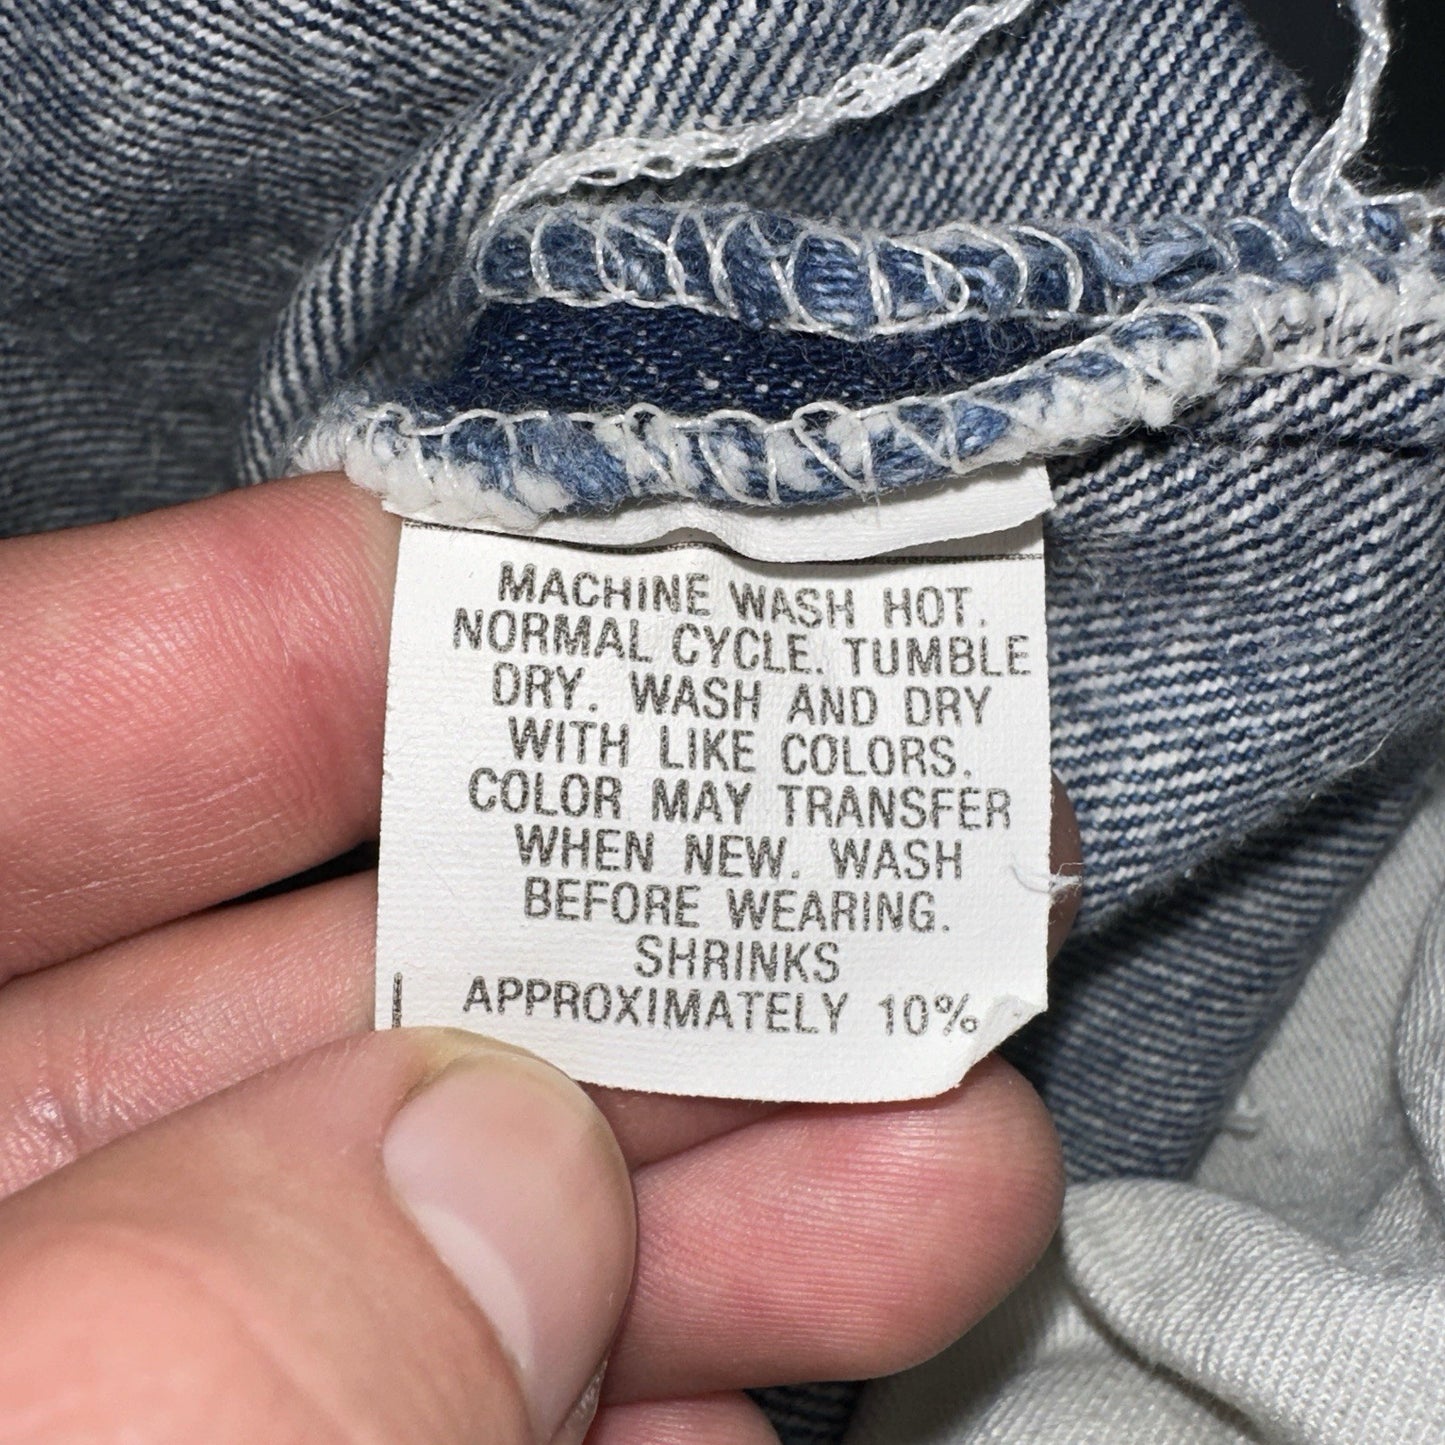 MACHINE WASH HOT.
NORMAL CYCLE. TUMBLE
DRY. WASH AND DRY
WITH LIKE COLORS.
COLOR MAY TRANSFER
WHEN NEW. WASH
BEFORE WEARING.
SHRINKS
APPROXIMATELY 10%